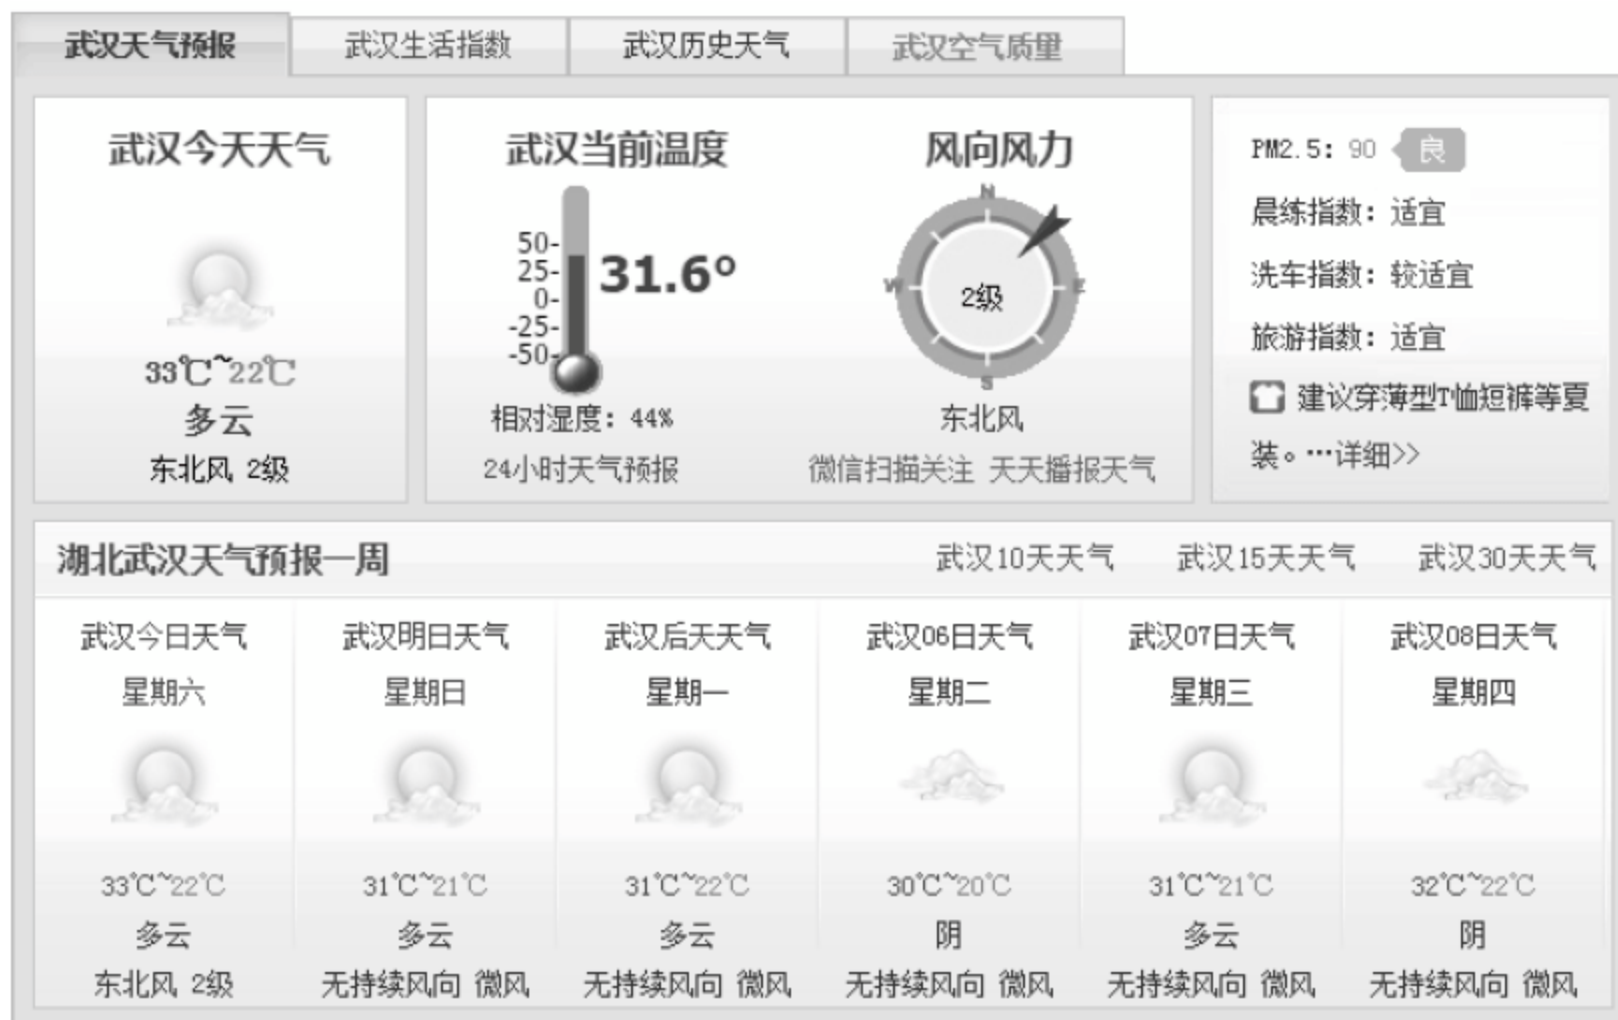 武汉天气预报 武汉生活指数 武汉历史天气 武汉空气质量
武汉今天天气
33℃~22℃
多云
东北风 2级
武汉当前温度
50-
25-
0-
-25-
-50-
31.6°
相对湿度：44%
24小时天气预报
风向风力
N
W
E
S
2级
东北风
微信扫描关注 天天播报天气
PM2.5：90 良
晨练指数：适宜
洗车指数：较适宜
旅游指数：适宜
建议穿薄型T恤短裤等夏
装。…详细>>
湖北武汉天气预报一周 武汉10天天气 武汉15天天气 武汉30天天气
武汉今日天气 武汉明日天气 武汉后天天气 武汉06日天气 武汉07日天气 武汉08日天气
星期六 星期日 星期一 星期二 星期三 星期四
33℃~22℃ 31℃~21℃ 31℃~22℃ 30℃~20℃ 31℃~21℃ 32℃~22℃
多云 多云 多云 阴 多云 阴
东北风 2级 无持续风向 微风 无持续风向 微风 无持续风向 微风 无持续风向 微风 无持续风向 微风